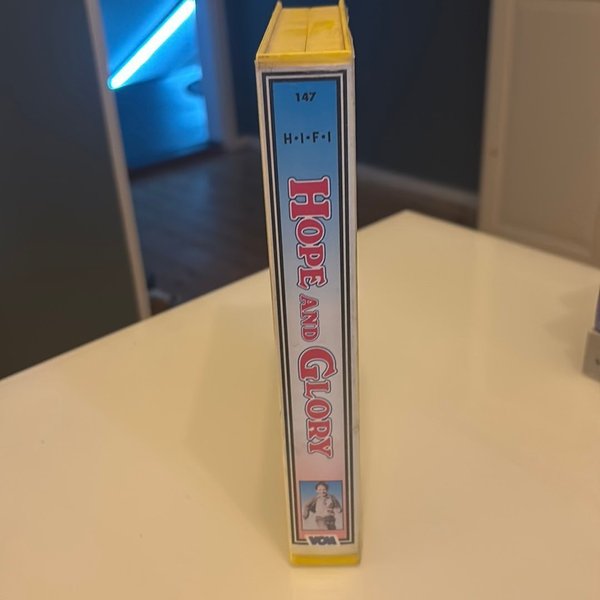 147
H•I•F•I
HOPE AND GLORY
VCM